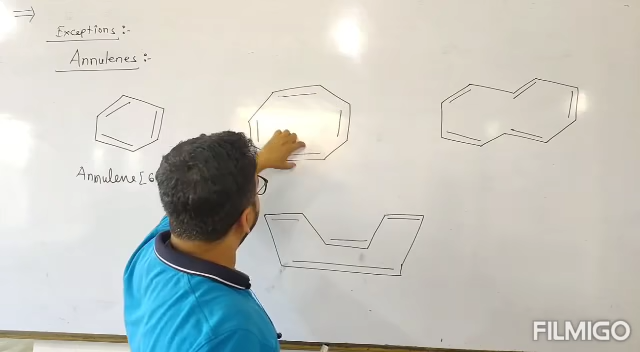 ⇒
Exceptions :-
Annulenes :-
Annulene [6
FILMIGO